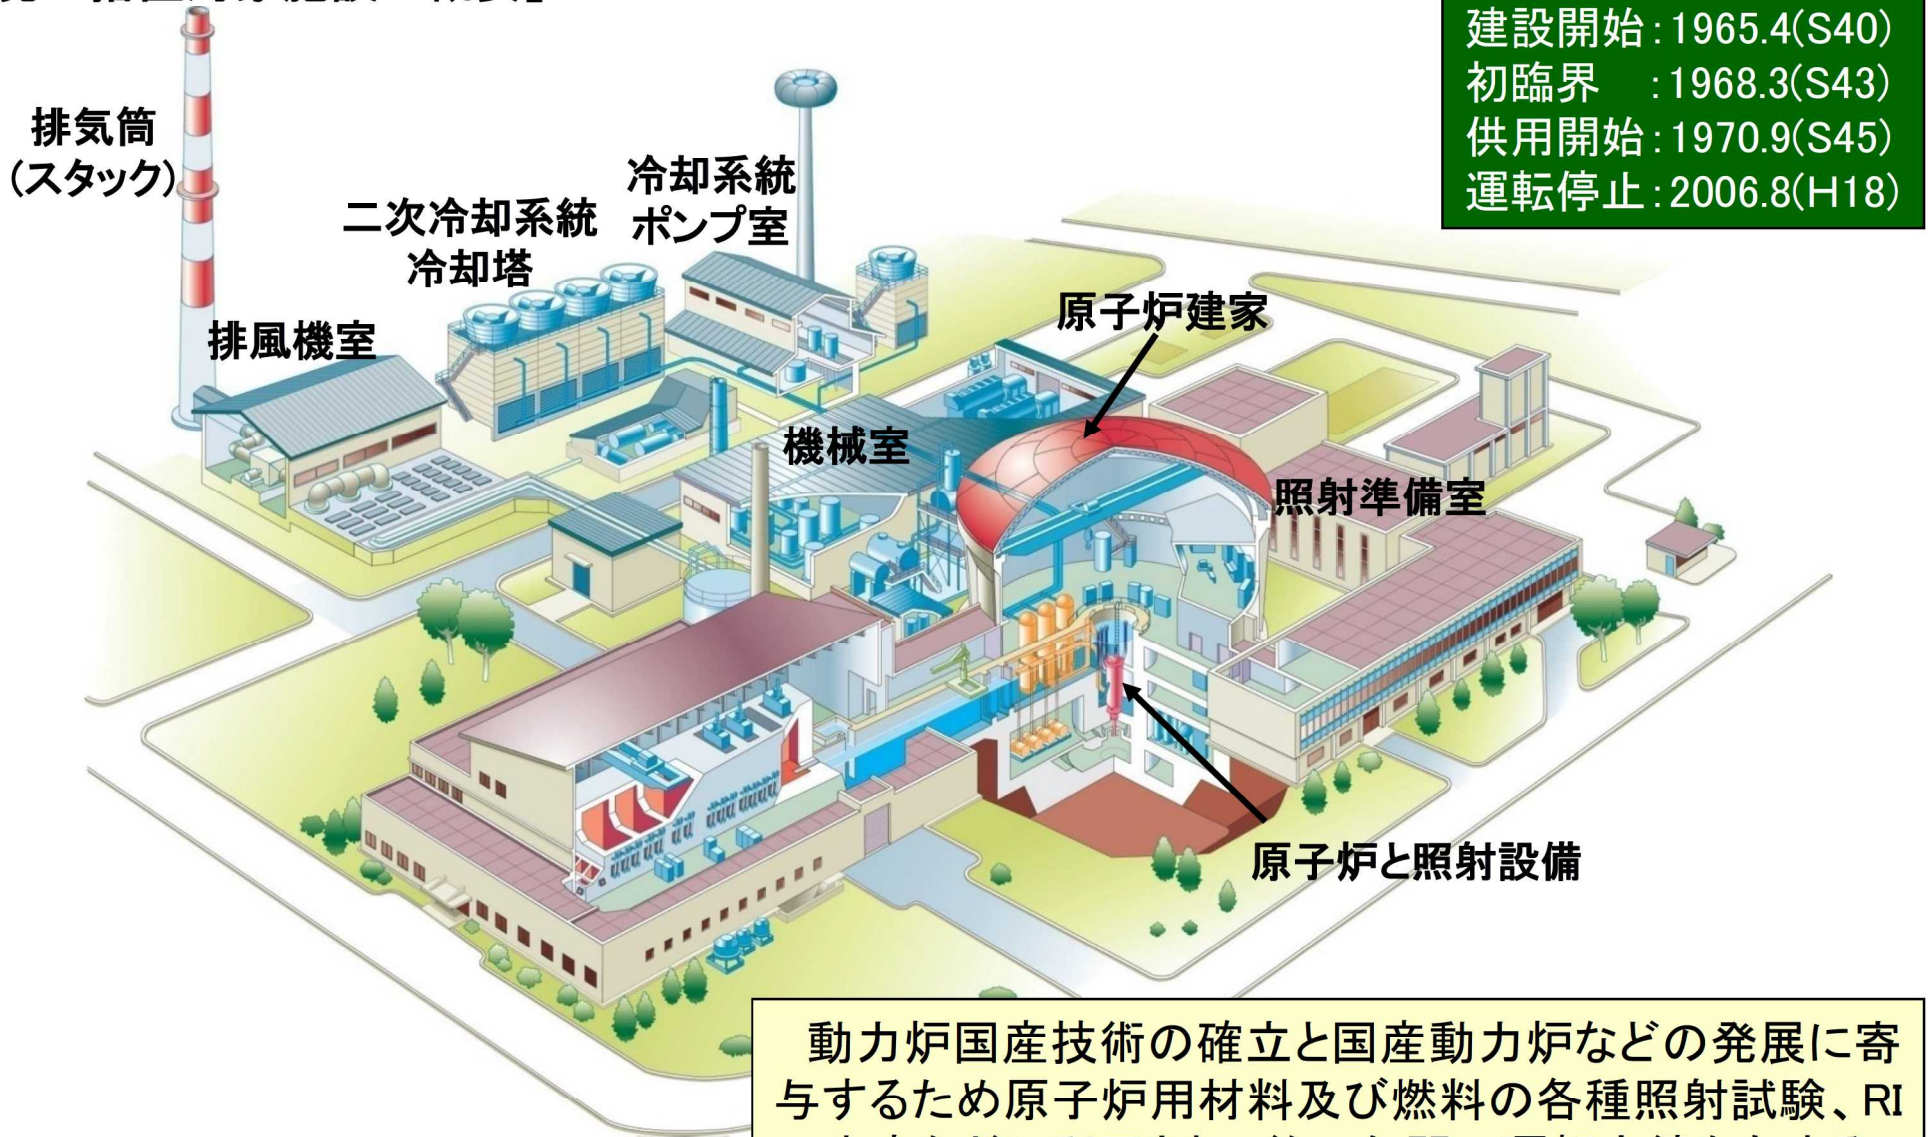 建設開始:1965.4(S40)
初臨界　:1968.3(S43)
供用開始:1970.9(S45)
運転停止:2006.8(H18)
排気筒
(スタック)
二次冷却系統
冷却塔
冷却系統
ポンプ室
排風機室
原子炉建家
機械室
照射準備室
原子炉と照射設備
動力炉国産技術の確立と国産動力炉などの発展に寄
与するため原子炉用材料及び燃料の各種照射試験、RI